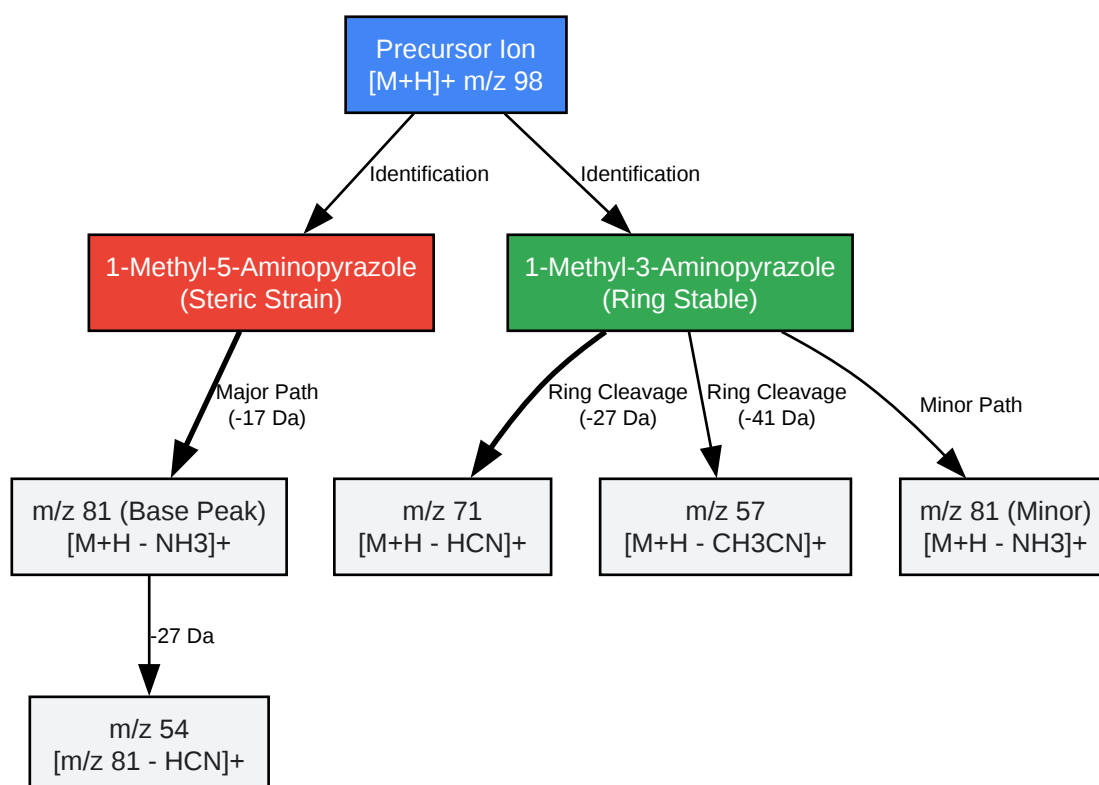 Precursor Ion
[M+H]+ m/z 98
Identification
Identification
1-Methyl-5-Aminopyrazole
(Steric Strain)
1-Methyl-3-Aminopyrazole
(Ring Stable)
Major Path
(-17 Da)
Ring Cleavage
(-27 Da)
Ring Cleavage
(-41 Da)
Minor Path
m/z 81 (Base Peak)
[M+H - NH3]+
m/z 71
[M+H - HCN]+
m/z 57
[M+H - CH3CN]+
m/z 81 (Minor)
[M+H - NH3]+
-27 Da
m/z 54
[m/z 81 - HCN]+